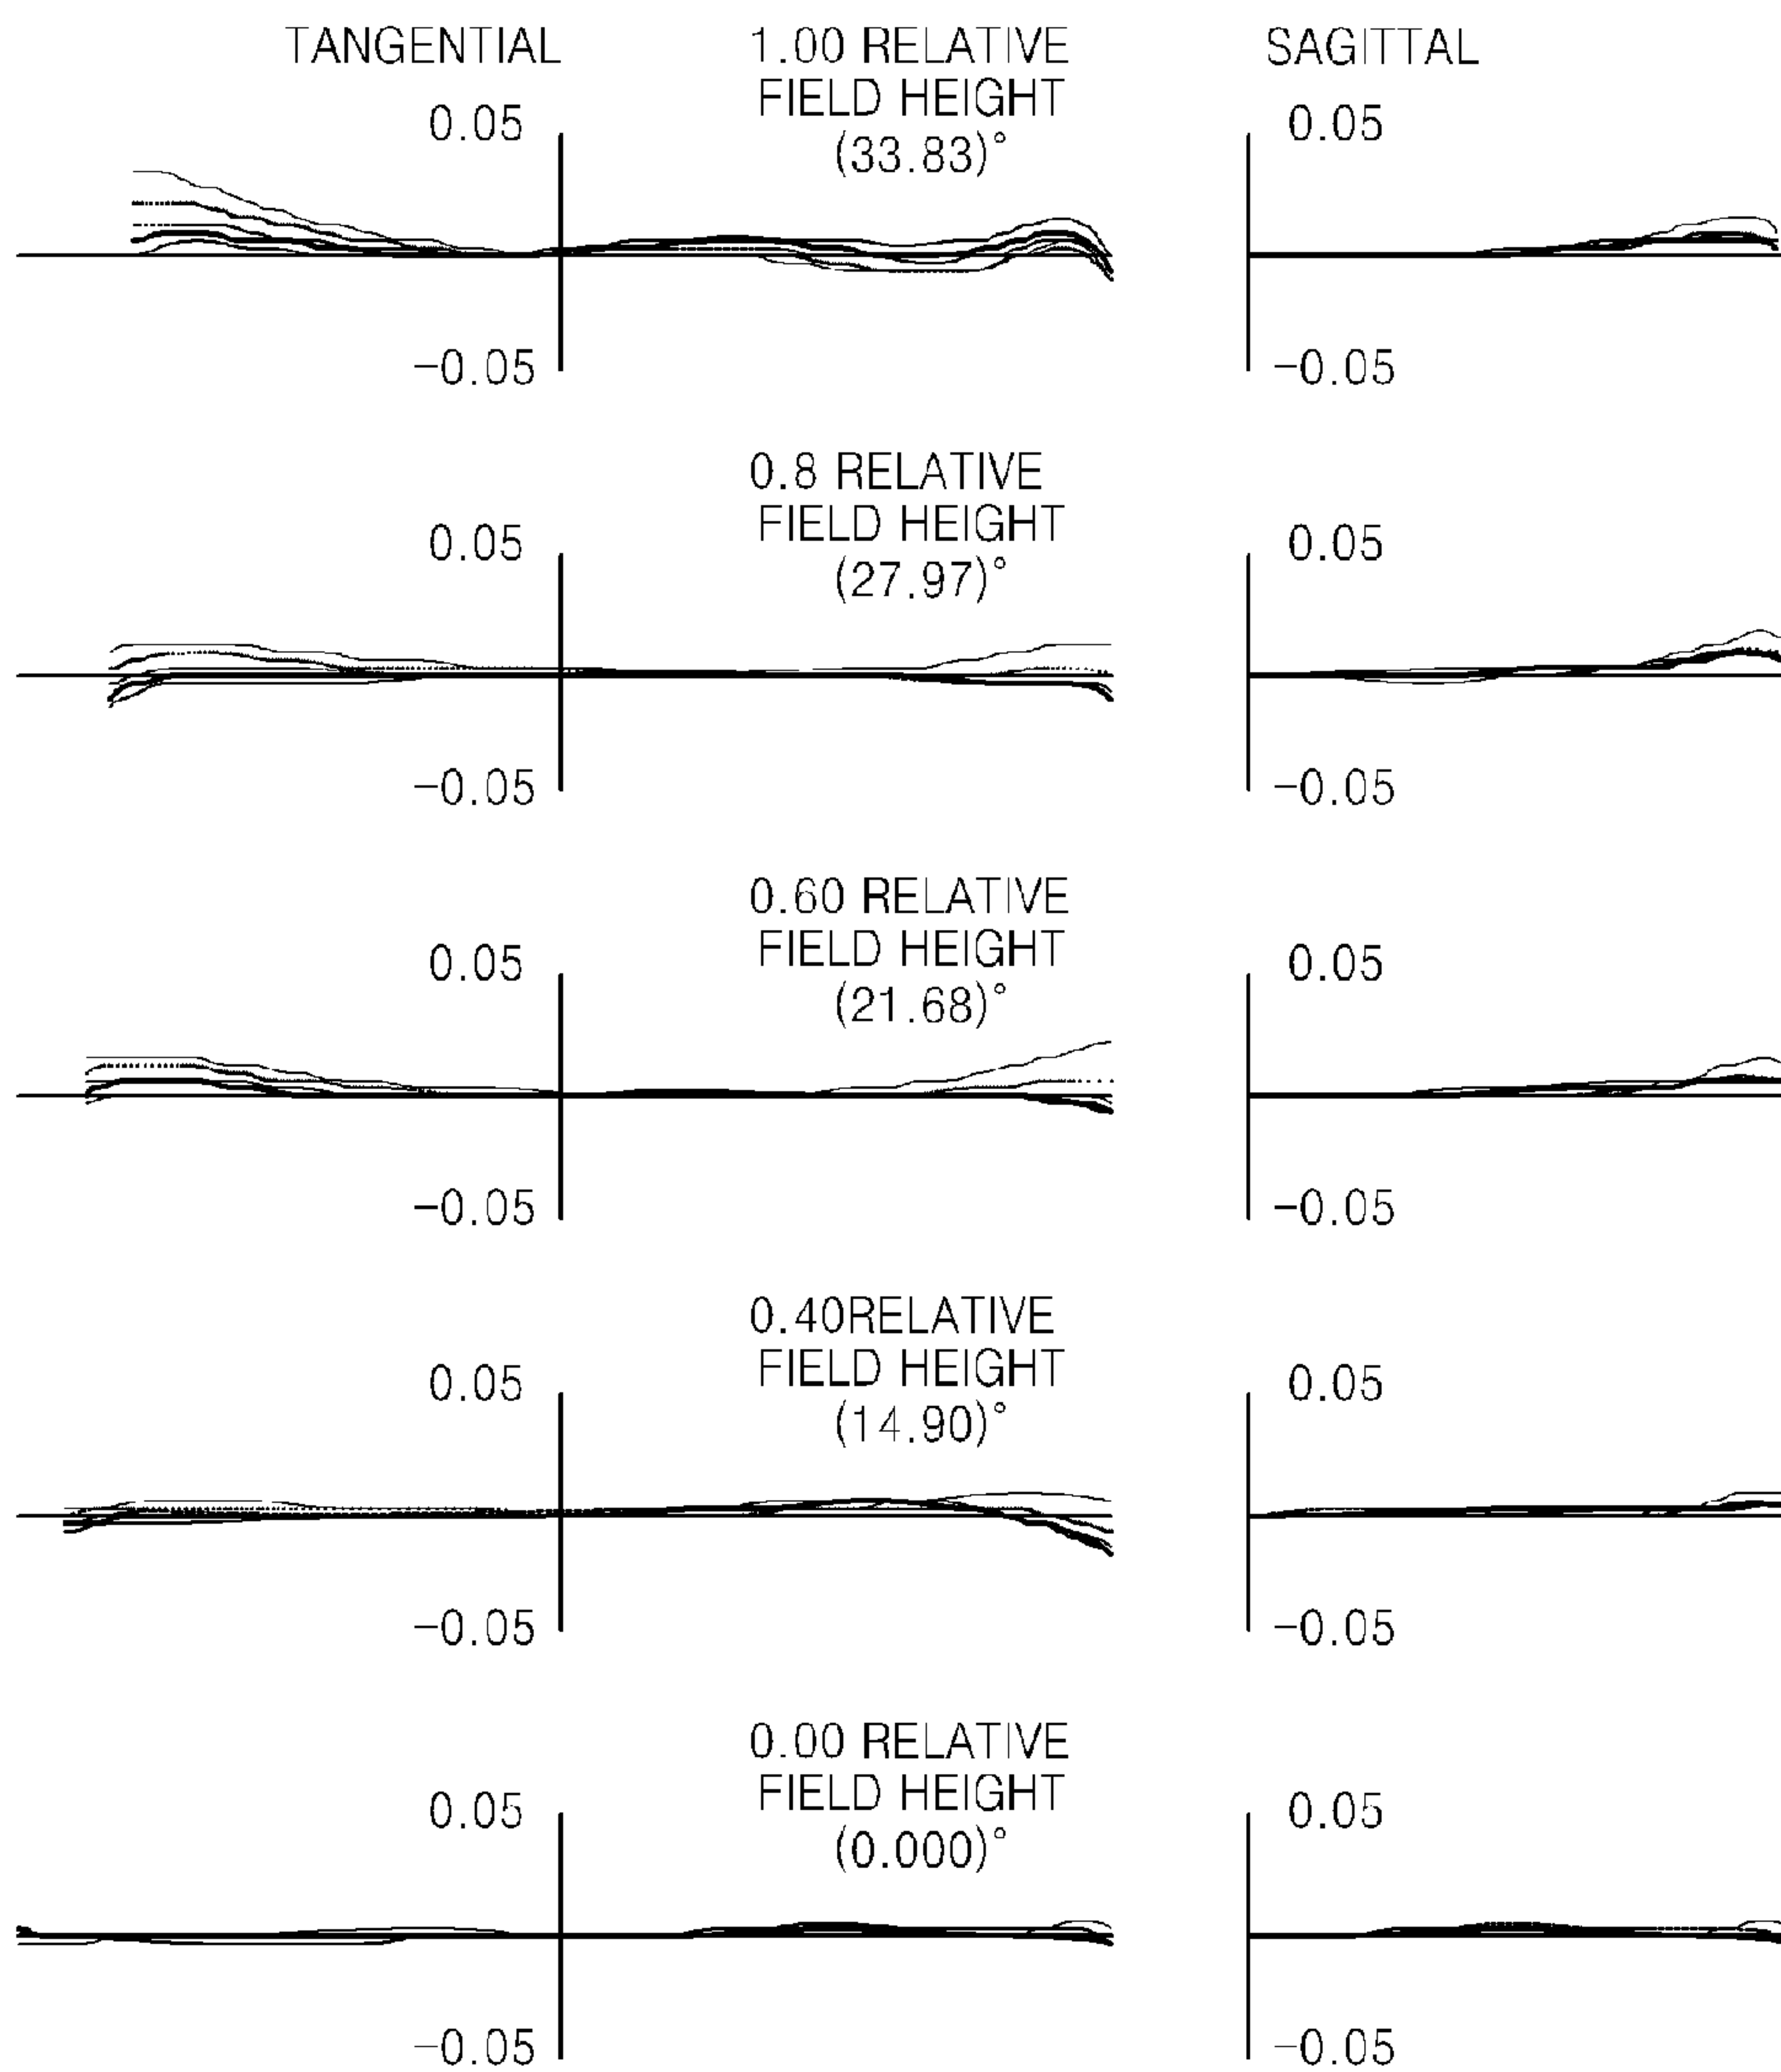 TANGENTIAL
1.00 RELATIVE
FIELD HEIGHT
(33.83)°
SAGITTAL
0.05
0.05
-0.05
-0.05
0.8 RELATIVE
FIELD HEIGHT
(27.97)°
0.05
0.05
-0.05
-0.05
0.60 RELATIVE
FIELD HEIGHT
(21.68)°
0.05
0.05
-0.05
-0.05
0.40RELATIVE
FIELD HEIGHT
(14.90)°
0.05
0.05
-0.05
-0.05
0.00 RELATIVE
FIELD HEIGHT
(0.000)°
0.05
0.05
-0.05
-0.05